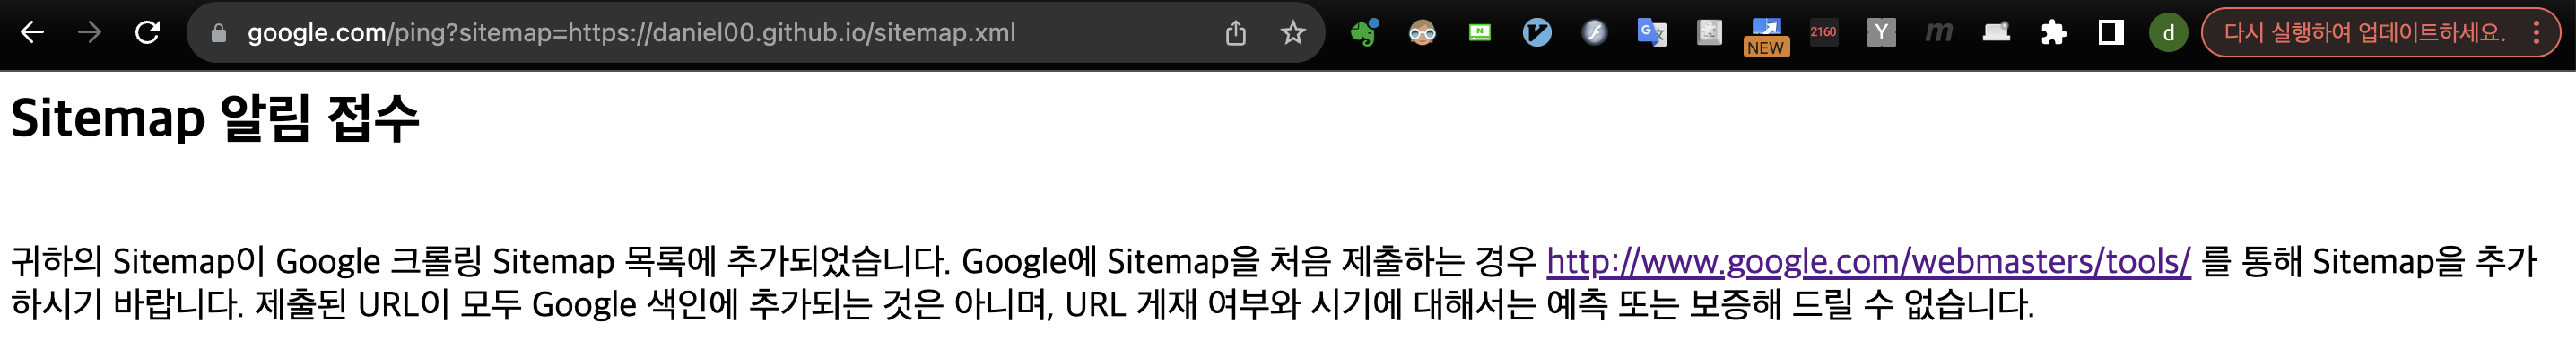 google.com/ping?sitemap=https://daniel00.github.io/sitemap.xml
N
G
NEW
2160
Y
m
d
다시 실행하여 업데이트하세요.
Sitemap 알림 접수
귀하의 Sitemap이 Google 크롤링 Sitemap 목록에 추가되었습니다. Google에 Sitemap을 처음 제출하는 경우 http://www.google.com/webmasters/tools/ 를 통해 Sitemap을 추가
하시기 바랍니다. 제출된 URL이 모두 Google 색인에 추가되는 것은 아니며, URL 게재 여부와 시기에 대해서는 예측 또는 보증해 드릴 수 없습니다.